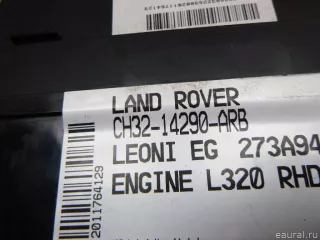 LAND ROVER
CH32-14290-ARB
LEONI EG 273A94
ENGINE L320 RHD
2011764129
eaural.ru